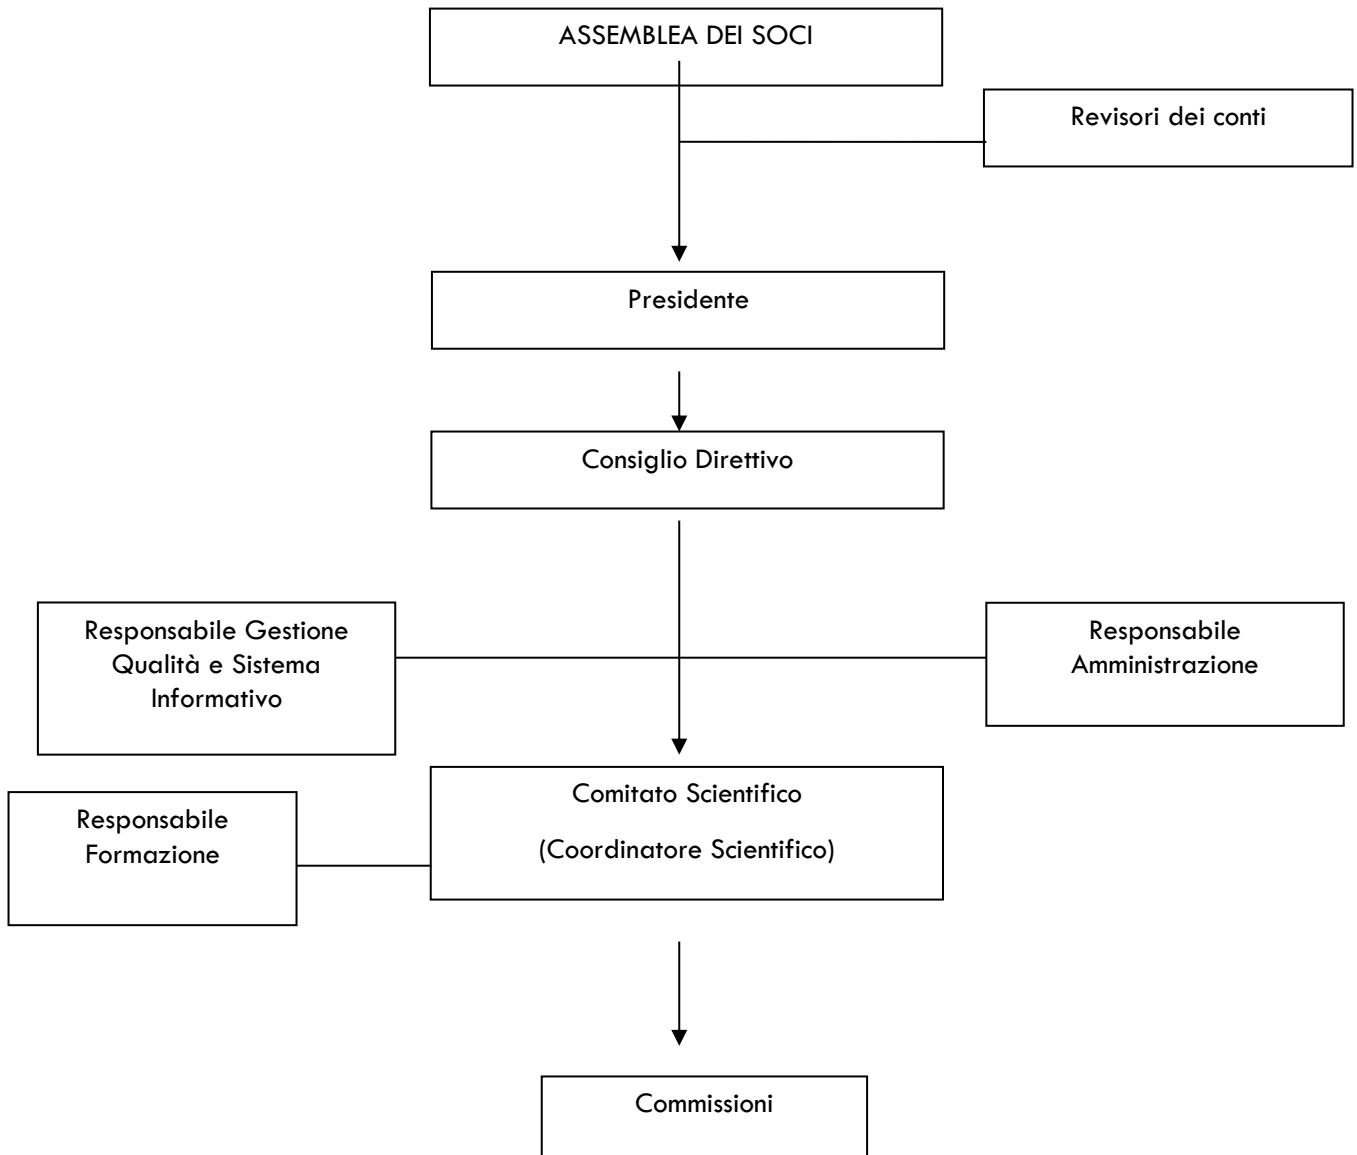 ASSEMBLEA DEI SOCI
Revisori dei conti
Presidente
Consiglio Direttivo
Responsabile Gestione
Qualità e Sistema
Informativo
Responsabile
Amministrazione
Comitato Scientifico
(Coordinatore Scientifico)
Responsabile
Formazione
Commissioni